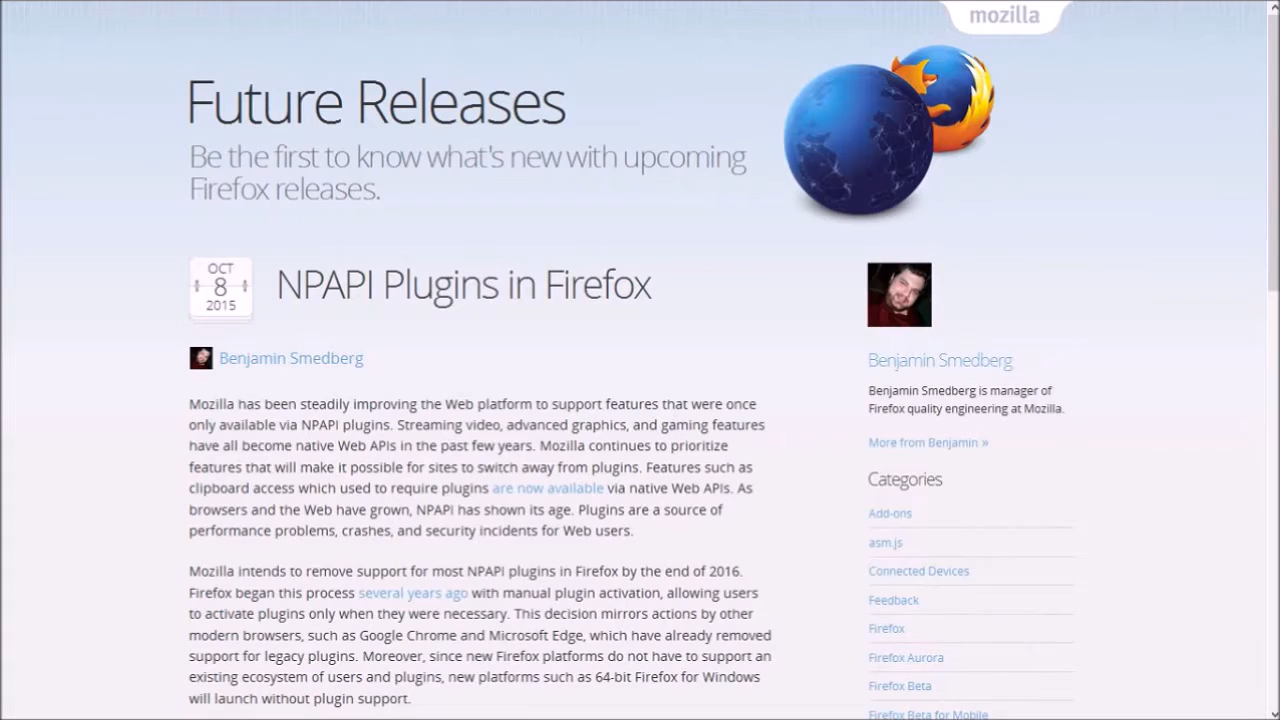 mozilla
Future Releases
Be the first to know what's new with upcoming
Firefox releases.
OCT
8
2015
NPAPI Plugins in Firefox
Benjamin Smedberg
Mozilla has been steadily improving the Web platform to support features that were once
only available via NPAPI plugins. Streaming video, advanced graphics, and gaming features
have all become native Web APIs in the past few years. Mozilla continues to prioritize
features that will make it possible for sites to switch away from plugins. Features such as
clipboard access which used to require plugins are now available via native Web APIs. As
browsers and the Web have grown, NPAPI has shown its age. Plugins are a source of
performance problems, crashes, and security incidents for Web users.
Mozilla intends to remove support for most NPAPI plugins in Firefox by the end of 2016.
Firefox began this process several years ago with manual plugin activation, allowing users
to activate plugins only when they were necessary. This decision mirrors actions by other
modern browsers, such as Google Chrome and Microsoft Edge, which have already removed
support for legacy plugins. Moreover, since new Firefox platforms do not have to support an
existing ecosystem of users and plugins, new platforms such as 64-bit Firefox for Windows
will launch without plugin support.
Benjamin Smedberg
Benjamin Smedberg is manager of
Firefox quality engineering at Mozilla.
More from Benjamin »
Categories
Add-ons
asm.js
Connected Devices
Feedback
Firefox
Firefox Aurora
Firefox Beta
Firefox Beta for Mobile